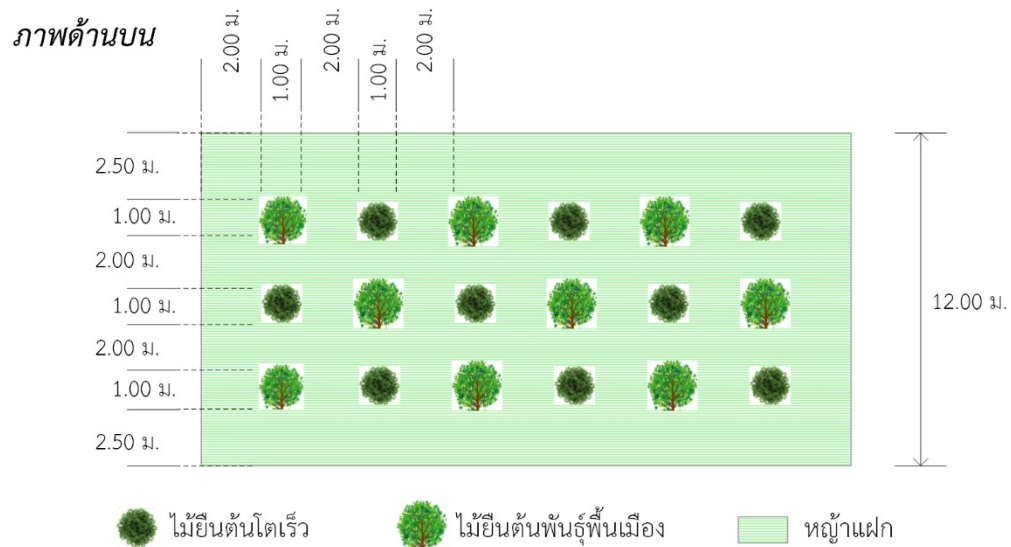 ภาพด้านบน
2.00 ม.
1.00 ม.
2.00 ม.
1.00 ม.
2.00 ม.
2.50 ม.
1.00 ม.
2.00 ม.
1.00 ม.
2.00 ม.
1.00 ม.
2.50 ม.
12.00 ม.
ไม้ยืนต้นโตเร็ว
ไม้ยืนต้นพันธุ์พื้นเมือง
หญ้าแฝก